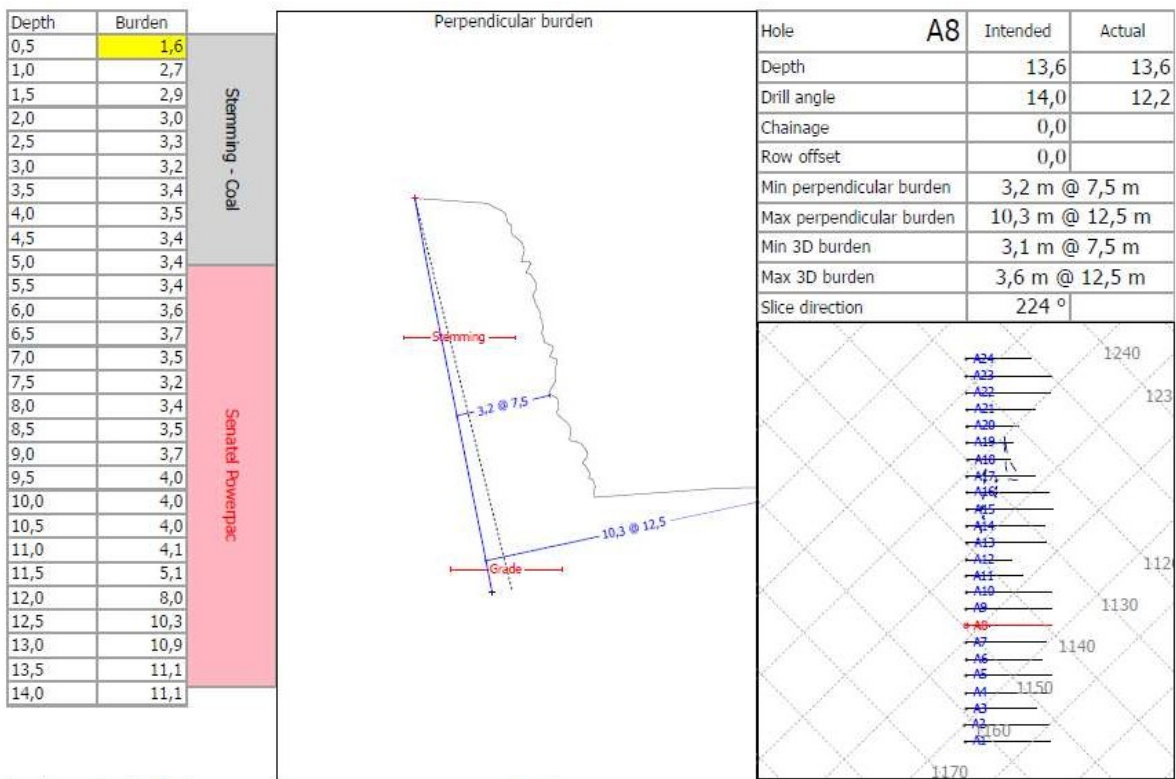 Depth Burden
0,5 1,6
1,0 2,7
1,5 2,9
2,0 3,0
2,5 3,3
3,0 3,2
3,5 3,4
4,0 3,5
4,5 3,4
5,0 3,4
5,5 3,4
6,0 3,6
6,5 3,7
7,0 3,5
7,5 3,2
8,0 3,4
8,5 3,5
9,0 3,7
9,5 4,0
10,0 4,0
10,5 4,0
11,0 4,1
11,5 5,1
12,0 8,0
12,5 10,3
13,0 10,9
13,5 11,1
14,0 11,1
Stemming - Coal
Senatel Powerpac
Perpendicular burden
Stemming
3,2 @ 7,5
10,3 @ 12,5
Grade
Hole A8 Intended Actual
Depth 13,6 13,6
Drill angle 14,0 12,2
Chainage 0,0
Row offset 0,0
Min perpendicular burden 3,2 m @ 7,5 m
Max perpendicular burden 10,3 m @ 12,5 m
Min 3D burden 3,1 m @ 7,5 m
Max 3D burden 3,6 m @ 12,5 m
Slice direction 224 °
A24
1240
A23
A22
123
A21
A20
A19
A18
A17
A16
A15
A14
A13
A12
1120
A11
A10
A9
1130
A8
A7
1140
A6
A5
A4
1150
A3
A2
1160
A1
1170